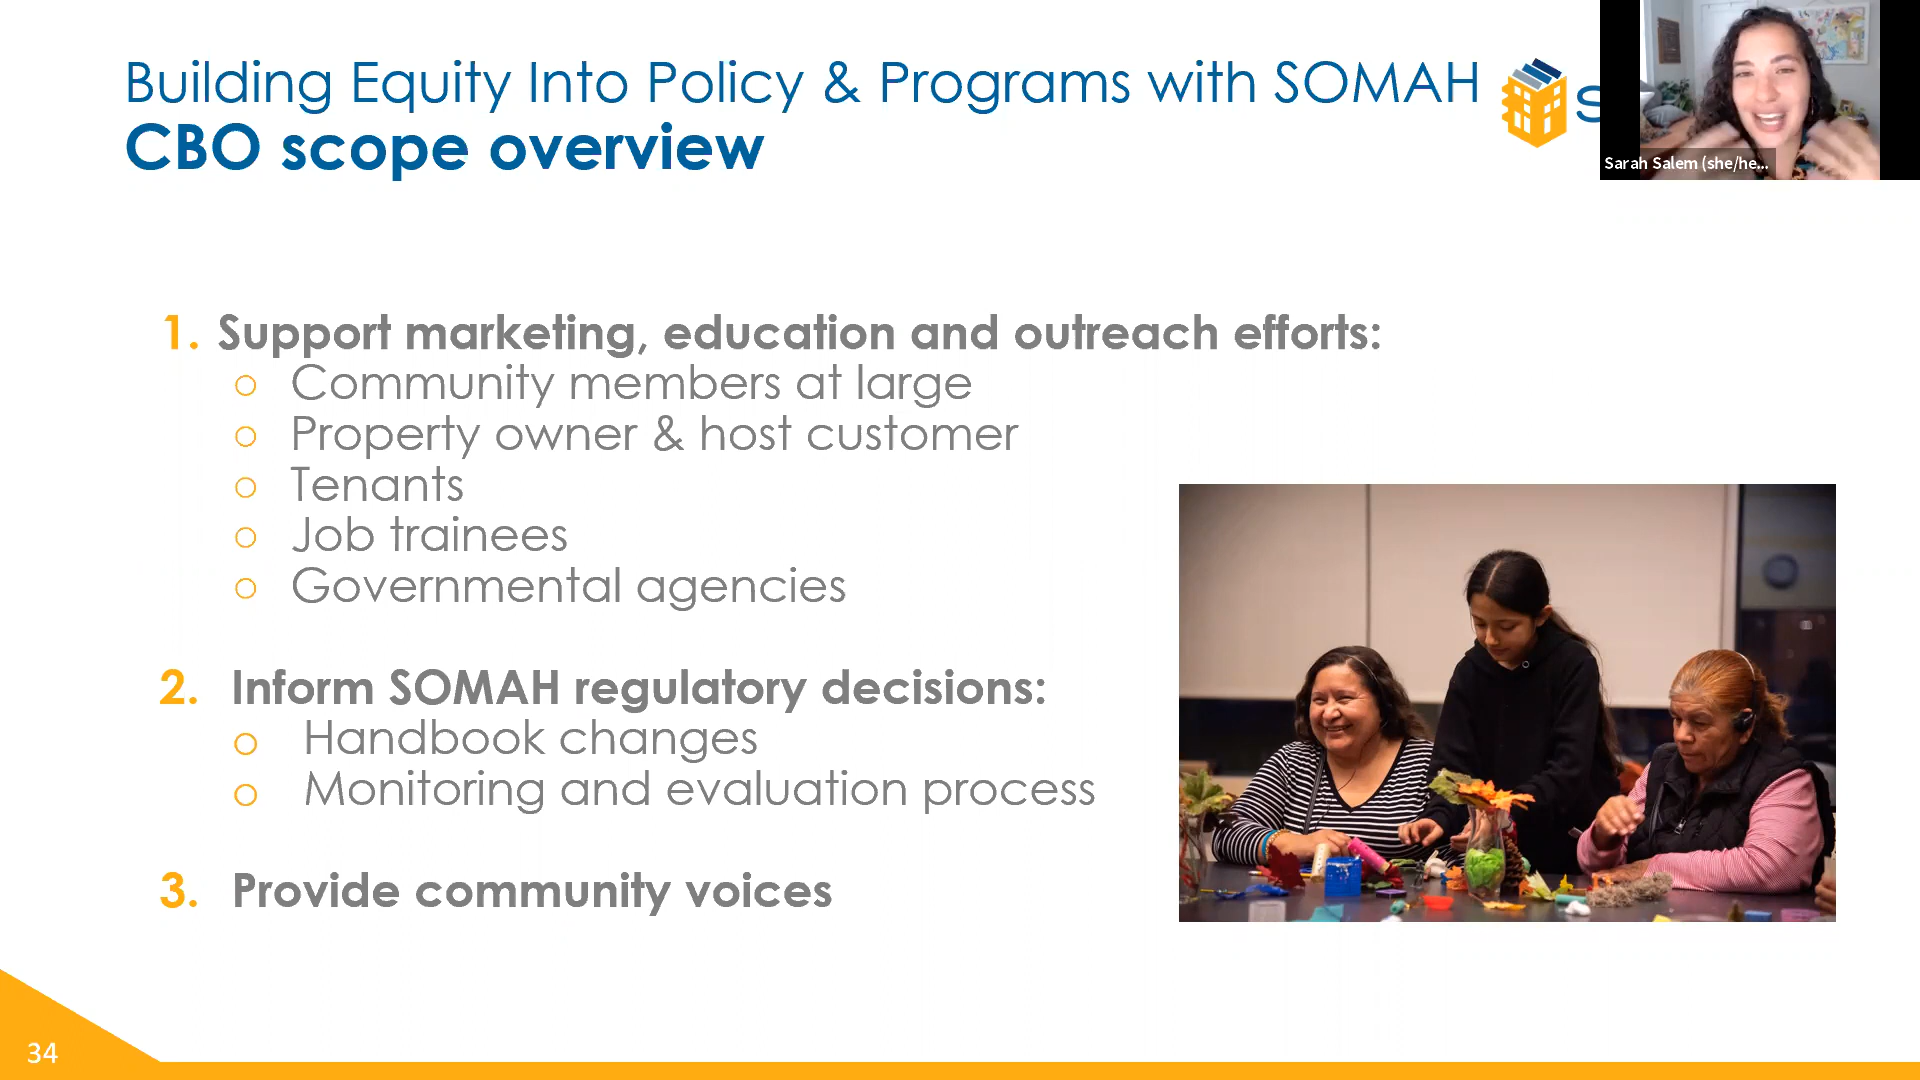 Building Equity Into Policy & Programs with SOMAH
CBO scope overview
S
Sarah Salem (she/he...
1. Support marketing, education and outreach efforts:
○ Community members at large
○ Property owner & host customer
○ Tenants
○ Job trainees
○ Governmental agencies
2. Inform SOMAH regulatory decisions:
○ Handbook changes
○ Monitoring and evaluation process
3. Provide community voices
34